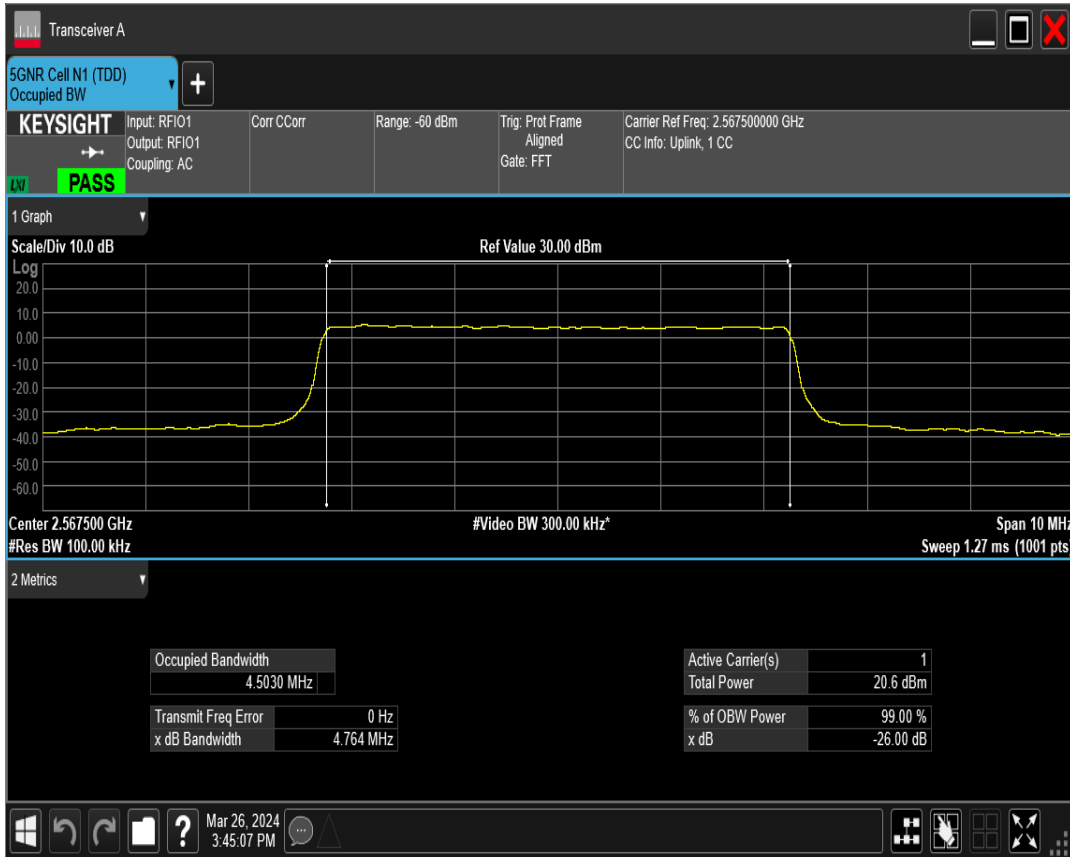 Transceiver A
5GNR Cell N1 (TDD)
Occupied BW
+
KEYSIGHT
LXI
PASS
Input: RFIO1
Output: RFIO1
Coupling: AC
Corr CCorr
Range: -60 dBm
Trig: Prot Frame
Aligned
Gate: FFT
Carrier Ref Freq: 2.567500000 GHz
CC Info: Uplink, 1 CC
1 Graph
Scale/Div 10.0 dB
Ref Value 30.00 dBm
Log
20.0
10.0
0.00
-10.0
-20.0
-30.0
-40.0
-50.0
-60.0
Center 2.567500 GHz
#Video BW 300.00 kHz*
Span 10 MHz
#Res BW 100.00 kHz
Sweep 1.27 ms (1001 pts)
2 Metrics
Occupied Bandwidth
4.5030 MHz
Transmit Freq Error 0 Hz
x dB Bandwidth 4.764 MHz
Active Carrier(s) 1
Total Power 20.6 dBm
% of OBW Power 99.00 %
x dB -26.00 dB
?
Mar 26, 2024
3:45:07 PM